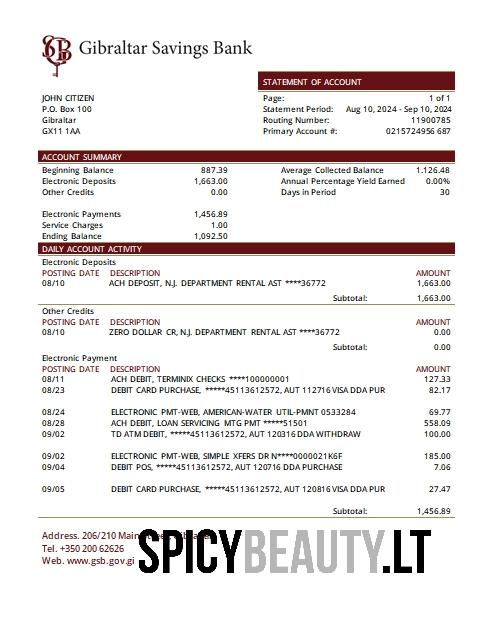 Gibraltar Savings Bank
STATEMENT OF ACCOUNT
JOHN CITIZEN
P.O. Box 100
Gibraltar
GX11 1AA
Page: 1 of 1
Statement Period: Aug 10, 2024 - Sep 10, 2024
Routing Number: 11900785
Primary Account #: 0215724956 687
ACCOUNT SUMMARY
Beginning Balance 887.39 Average Collected Balance 1.126.48
Electronic Deposits 1,663.00 Annual Percentage Yield Earned 0.00%
Other Credits 0.00 Days in Period 30
Electronic Payments 1,456.89
Service Charges 1.00
Ending Balance 1,092.50
DAILY ACCOUNT ACTIVITY
Electronic Deposits
POSTING DATE DESCRIPTION AMOUNT
08/10 ACH DEPOSIT, N.J. DEPARTMENT RENTAL AST ****36772 1,663.00
Subtotal: 1,663.00
Other Credits
POSTING DATE DESCRIPTION AMOUNT
08/10 ZERO DOLLAR CR, N.J. DEPARTMENT RENTAL AST ****36772 0.00
Subtotal: 0.00
Electronic Payment
POSTING DATE DESCRIPTION AMOUNT
08/11 ACH DEBIT, TERMINIX CHECKS ****100000001 127.33
08/23 DEBIT CARD PURCHASE, *****45113612572, AUT 112716 VISA DDA PUR 82.17
08/24 ELECTRONIC PMT-WEB, AMERICAN-WATER UTIL-PMNT 0533284 69.77
08/28 ACH DEBIT, LOAN SERVICING MTG PMT *****51501 558.09
09/02 TD ATM DEBIT, *****45113612572, AUT 120316 DDA WITHDRAW 100.00
09/02 ELECTRONIC PMT-WEB, SIMPLE XFERS DR N****0000021K6F 185.00
09/04 DEBIT POS, *****45113612572, AUT 120716 DDA PURCHASE 7.06
09/05 DEBIT CARD PURCHASE, *****45113612572, AUT 120816 VISA DDA PUR 27.47
Subtotal: 1,456.89
Address. 206/210 Main
Tel. +350 200 62626
Web. www.gsb.gov.gi
SPICYBEAUTY.LT